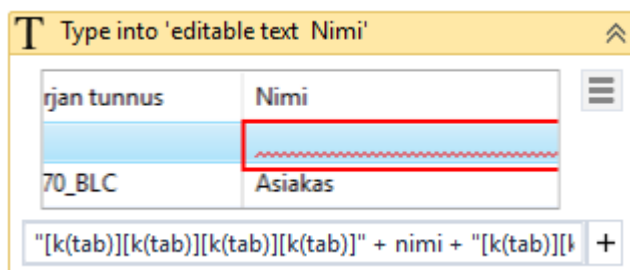 T Type into 'editable text Nimi'
rjan tunnus Nimi
70_BLC Asiakas
"[k(tab)][k(tab)][k(tab)][k(tab)]" + nimi + "[k(tab)][k +